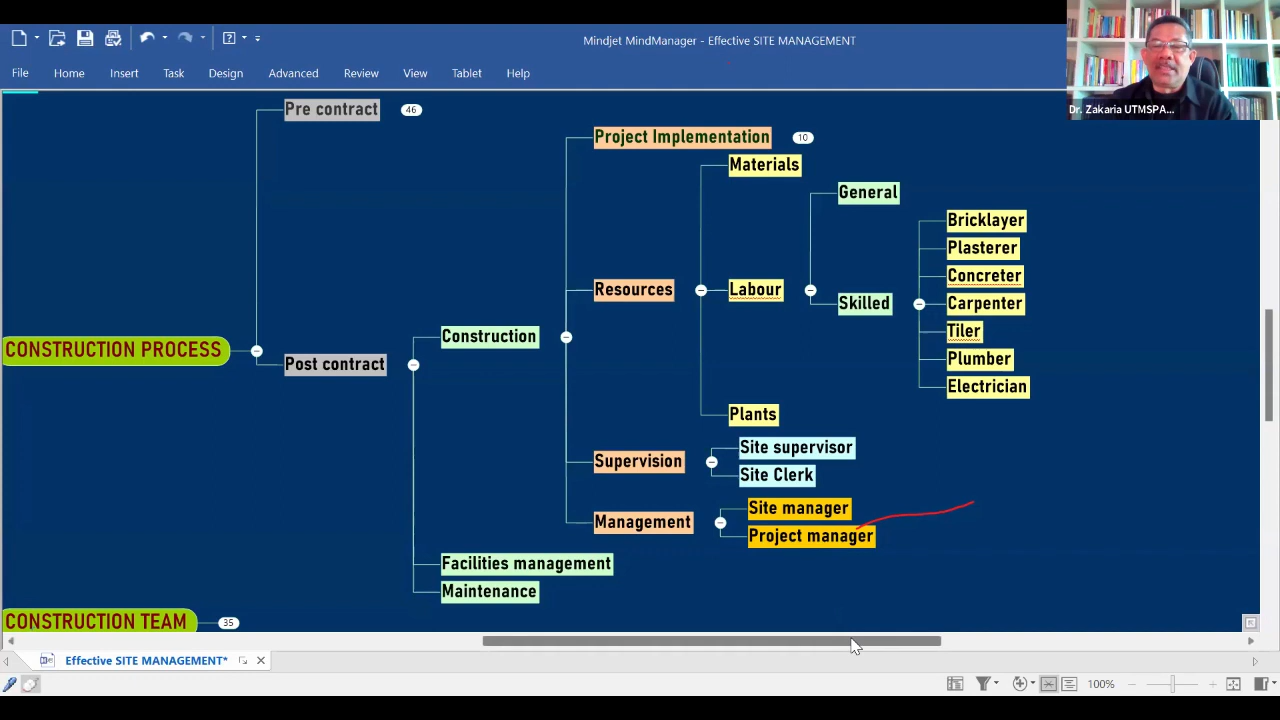 Mindjet MindManager - Effective SITE MANAGEMENT
File Home Insert Task Design Advanced Review View Tablet Help
Dr. Zakaria UTMSPA...
Pre contract 46
Project Implementation 10
Materials
General
Bricklayer
Plasterer
Concreter
Resources
Labour
Skilled
Carpenter
Tiler
Plumber
Electrician
CONSTRUCTION PROCESS
Construction
Post contract
Plants
Supervision
Site supervisor
Site Clerk
Management
Site manager
Project manager
Facilities management
Maintenance
CONSTRUCTION TEAM 35
Effective SITE MANAGEMENT*
100%